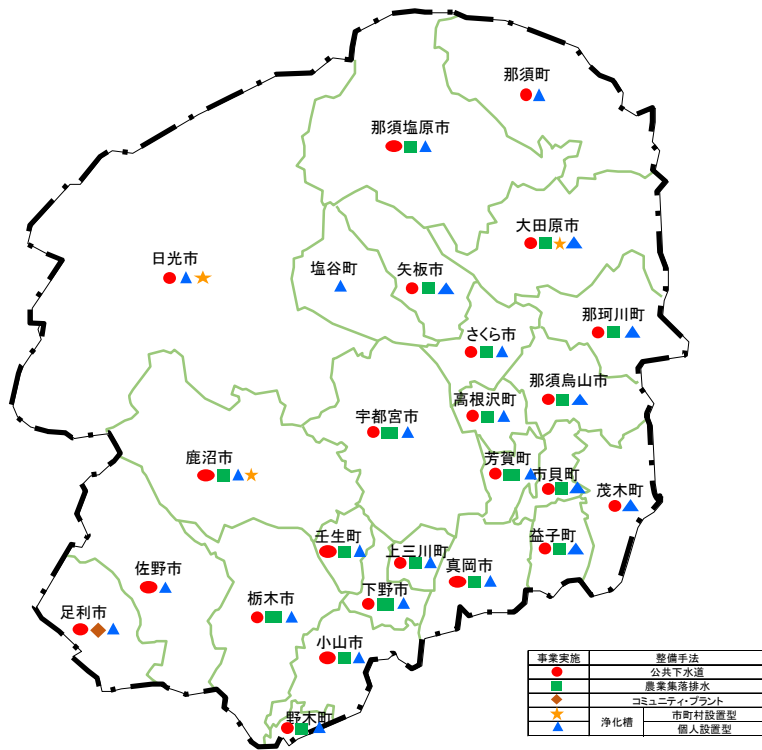 那須町
那須塩原市
大田原市
日光市
塩谷町
矢板市
那珂川町
さくら市
那須烏山市
高根沢町
宇都宮市
鹿沼市
芳賀町
市貝町
茂木町
壬生町
上三川町
益子町
真岡市
佐野市
下野市
栃木市
足利市
小山市
野木町
事業実施 整備手法
公共下水道
農業集落排水
コミュニティ・プラント
浄化槽 市町村設置型
個人設置型